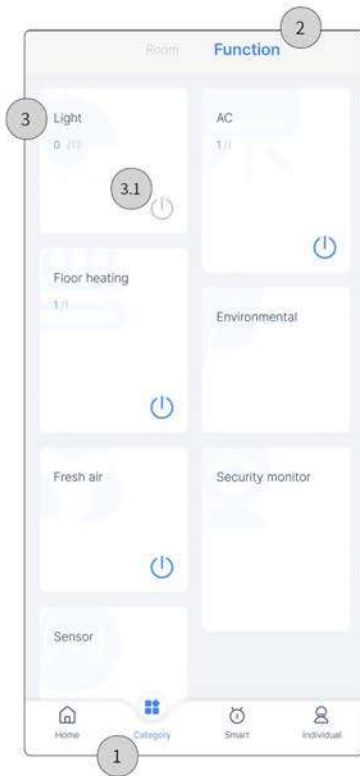 2
Room Function
3
Light
0 /12
3.1
AC
1/1
Floor heating
1/1
Environmental
Fresh air
Security monitor
Sensor
Home
Category
Smart
Individual
1